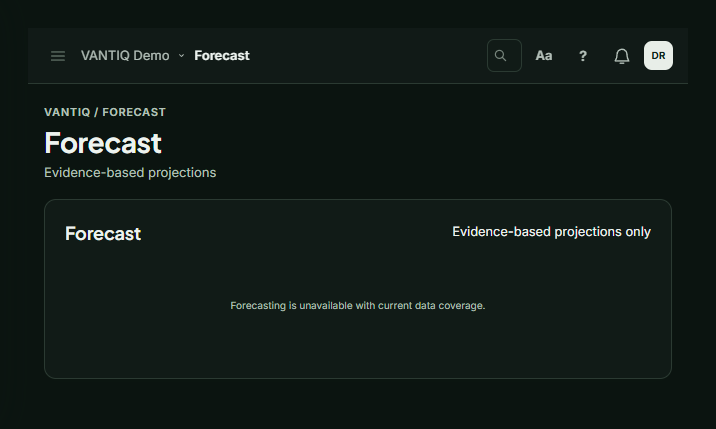 VANTIQ Demo Forecast Aa ? DR
VANTIQ / FORECAST
Forecast
Evidence-based projections
Forecast Evidence-based projections only
Forecasting is unavailable with current data coverage.